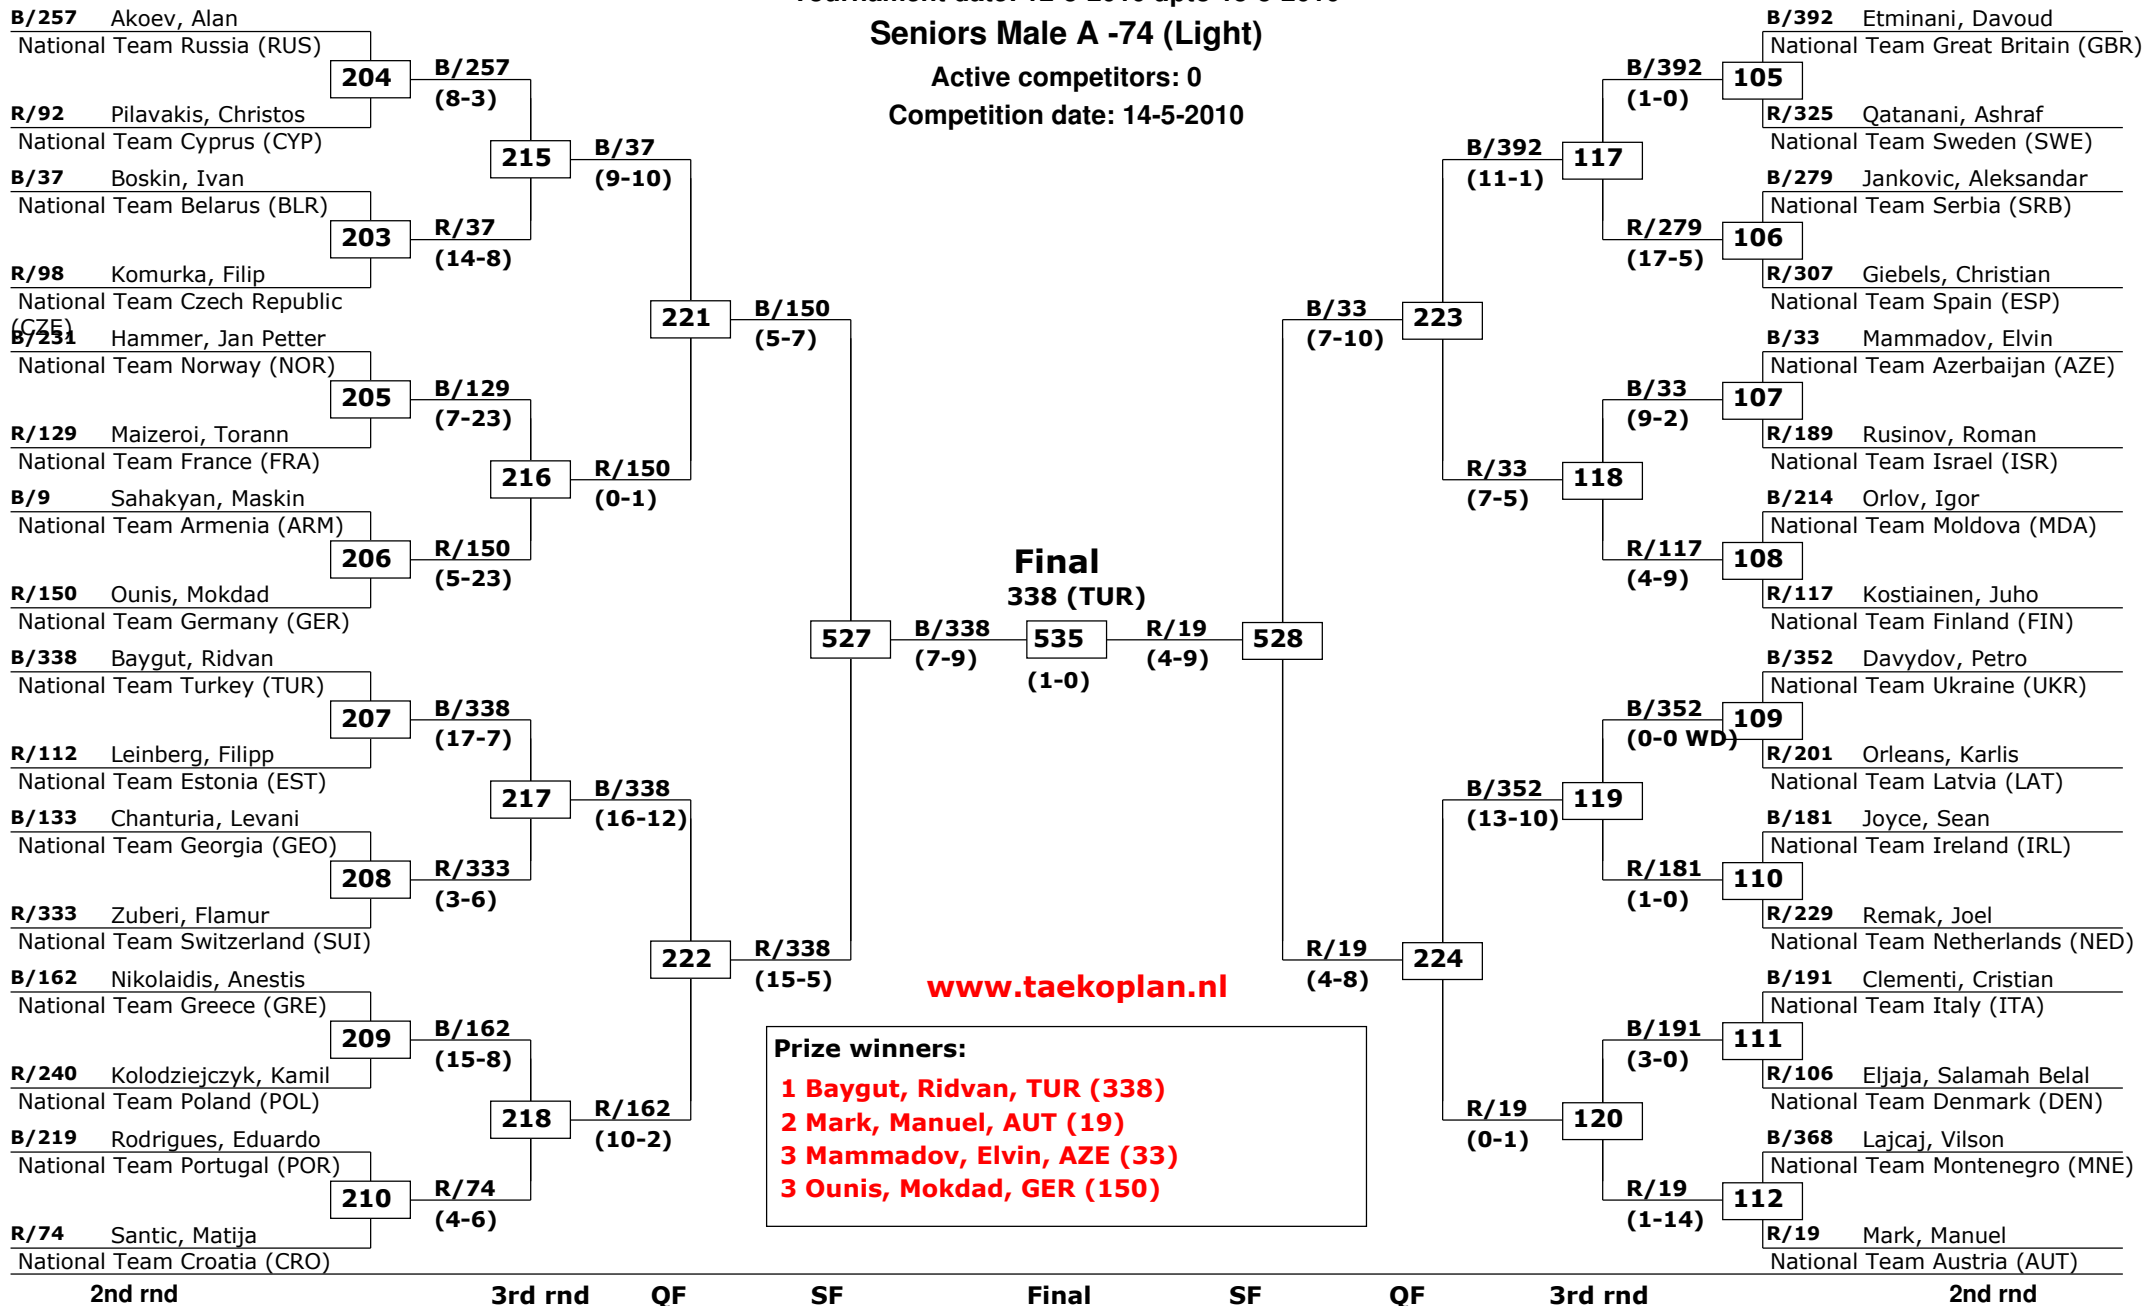 Seniors Male A -74 (Light)
Active competitors: 0
Competition date: 14-5-2010
B/257 Akoev, Alan
National Team Russia (RUS)
204
B/257
(8-3)
R/92 Pilavakis, Christos
National Team Cyprus (CYP)
215
B/37
(9-10)
B/37 Boskin, Ivan
National Team Belarus (BLR)
203
R/37
(14-8)
R/98 Komurka, Filip
National Team Czech Republic
(CZE)
221
B/150
(5-7)
B/231 Hammer, Jan Petter
National Team Norway (NOR)
205
B/129
(7-23)
R/129 Maizeroi, Torann
National Team France (FRA)
216
R/150
(0-1)
B/9 Sahakyan, Maskin
National Team Armenia (ARM)
206
R/150
(5-23)
R/150 Ounis, Mokdad
National Team Germany (GER)
527
B/338
(7-9)
B/338 Baygut, Ridvan
National Team Turkey (TUR)
207
B/338
(17-7)
R/112 Leinberg, Filipp
National Team Estonia (EST)
217
B/338
(16-12)
B/133 Chanturia, Levani
National Team Georgia (GEO)
208
R/333
(3-6)
R/333 Zuberi, Flamur
National Team Switzerland (SUI)
222
R/338
(15-5)
B/162 Nikolaidis, Anestis
National Team Greece (GRE)
209
B/162
(15-8)
R/240 Kolodziejczyk, Kamil
National Team Poland (POL)
218
R/162
(10-2)
B/219 Rodrigues, Eduardo
National Team Portugal (POR)
210
R/74
(4-6)
R/74 Santic, Matija
National Team Croatia (CRO)
Final
338 (TUR)
535
(1-0)
B/392 Etminani, Davoud
National Team Great Britain (GBR)
B/392
(1-0)
105
R/325 Qatanani, Ashraf
National Team Sweden (SWE)
B/392
(11-1)
117
B/279 Jankovic, Aleksandar
National Team Serbia (SRB)
R/279
(17-5)
106
R/307 Giebels, Christian
National Team Spain (ESP)
B/33
(7-10)
223
B/33 Mammadov, Elvin
National Team Azerbaijan (AZE)
B/33
(9-2)
107
R/189 Rusinov, Roman
National Team Israel (ISR)
R/33
(7-5)
118
B/214 Orlov, Igor
National Team Moldova (MDA)
R/117
(4-9)
108
R/117 Kostiainen, Juho
National Team Finland (FIN)
R/19
(4-9)
528
B/352 Davydov, Petro
National Team Ukraine (UKR)
B/352
(0-0 WD)
109
R/201 Orleans, Karlis
National Team Latvia (LAT)
B/352
(13-10)
119
B/181 Joyce, Sean
National Team Ireland (IRL)
R/181
(1-0)
110
R/229 Remak, Joel
National Team Netherlands (NED)
R/19
(4-8)
224
B/191 Clementi, Cristian
National Team Italy (ITA)
B/191
(3-0)
111
R/106 Eljaja, Salamah Belal
National Team Denmark (DEN)
R/19
(0-1)
120
B/368 Lajcaj, Vilson
National Team Montenegro (MNE)
R/19
(1-14)
112
R/19 Mark, Manuel
National Team Austria (AUT)
www.taekoplan.nl
Prize winners:
1 Baygut, Ridvan, TUR (338)
2 Mark, Manuel, AUT (19)
3 Mammadov, Elvin, AZE (33)
3 Ounis, Mokdad, GER (150)
2nd rnd 3rd rnd QF SF Final SF QF 3rd rnd 2nd rnd